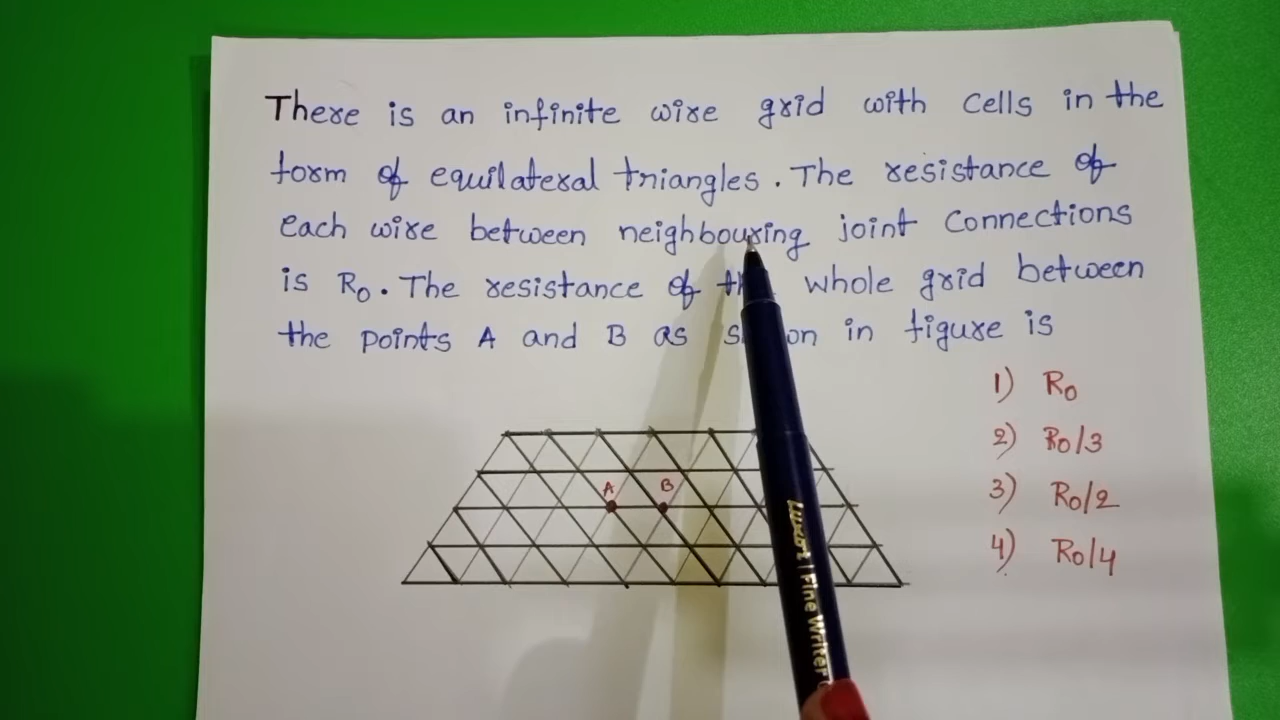 There is an infinite wire grid with cells in the
form of equilateral triangles. The resistance of
each wire between neighbouring joint connections
is R₀. The resistance of whole grid between
the points A and B as in figure is
1) R₀
2) R₀/3
3) R₀/2
4) R₀/4
A B
Fine Writer